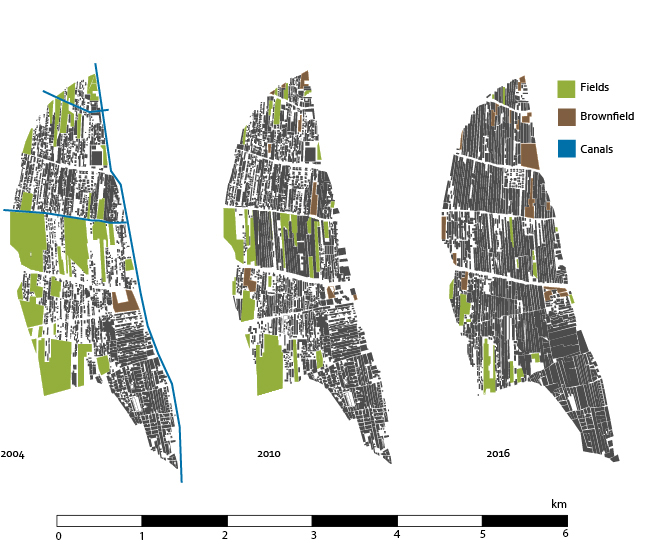 Fields
Brownfield
Canals
2004
2010
2016
km
0 1 2 3 4 5 6